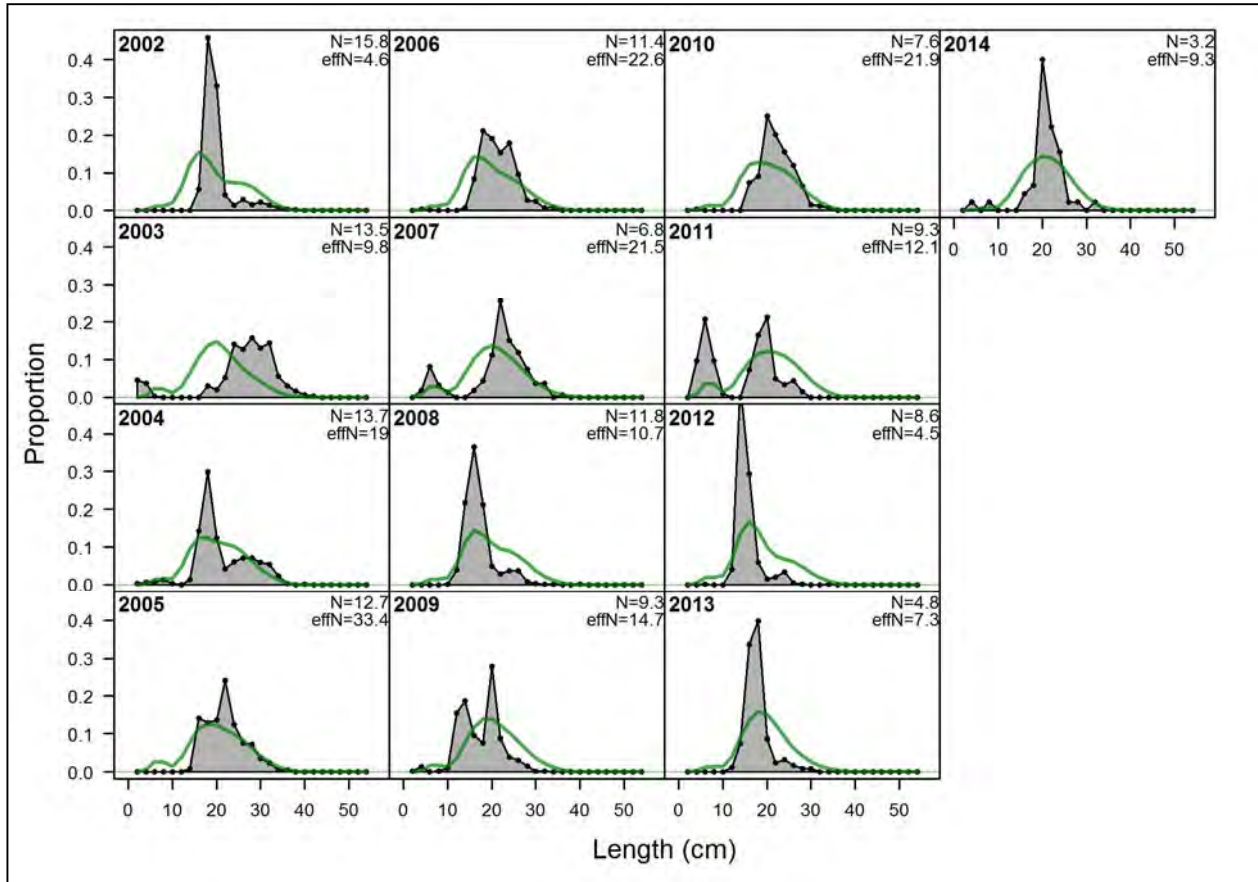 2002
N=15.8
effN=4.6
2006
N=11.4
effN=22.6
2010
N=7.6
effN=21.9
2014
N=3.2
effN=9.3
0.4
0.3
0.2
0.1
0.0
2003
N=13.5
effN=9.8
2007
N=6.8
effN=21.5
2011
N=9.3
effN=12.1
0 10 20 30 40 50
0.4
0.3
0.2
0.1
0.0
Proportion
2004
N=13.7
effN=19
2008
N=11.8
effN=10.7
2012
N=8.6
effN=4.5
0.4
0.3
0.2
0.1
0.0
2005
N=12.7
effN=33.4
2009
N=9.3
effN=14.7
2013
N=4.8
effN=7.3
0.4
0.3
0.2
0.1
0.0
0 10 20 30 40 50 0 10 20 30 40 50 0 10 20 30 40 50
Length (cm)